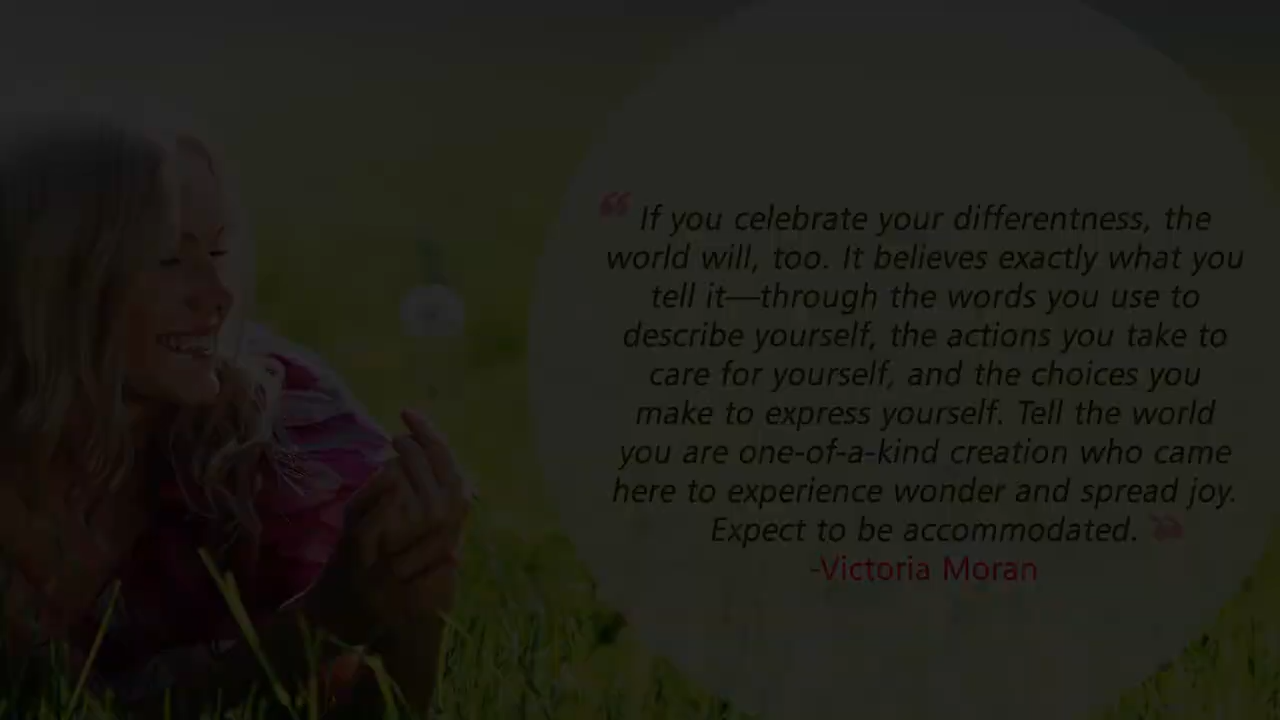 “ If you celebrate your differentness, the
world will, too. It believes exactly what you
tell it—through the words you use to
describe yourself, the actions you take to
care for yourself, and the choices you
make to express yourself. Tell the world
you are one-of-a-kind creation who came
here to experience wonder and spread joy.
Expect to be accommodated. ”
-Victoria Moran